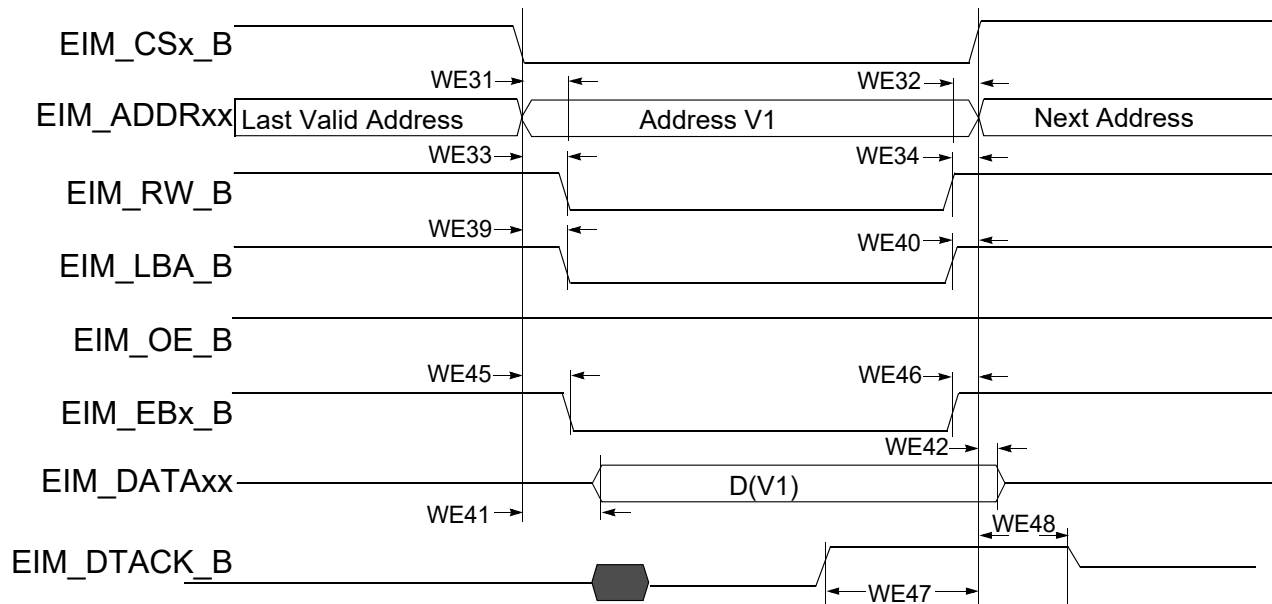 EIM_CSx_B
WE31
WE32
EIM_ADDRxx
Last Valid Address
Address V1
Next Address
WE33
WE34
EIM_RW_B
WE39
WE40
EIM_LBA_B
EIM_OE_B
WE45
WE46
EIM_EBx_B
WE42
EIM_DATAxx
D(V1)
WE41
WE48
EIM_DTACK_B
WE47